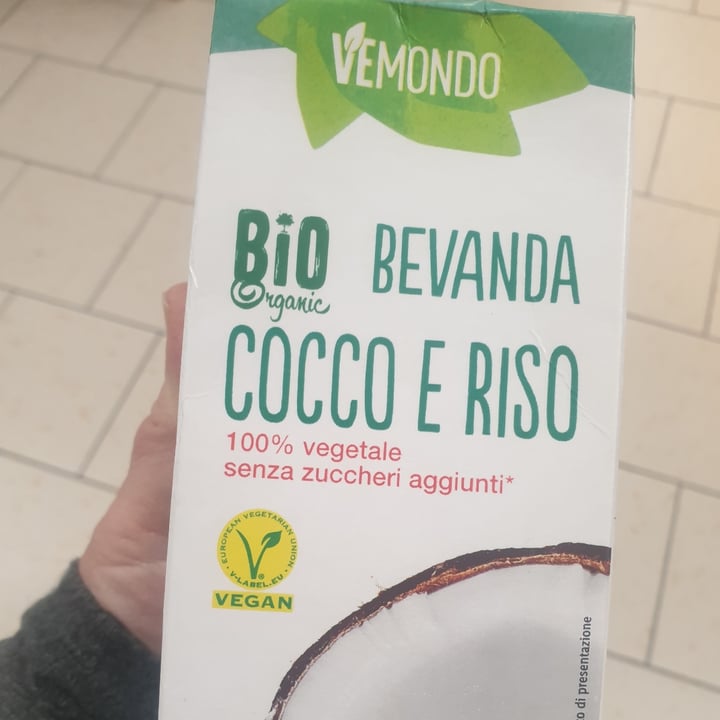 VEMONDO
BiO
Organic
BEVANDA
COCCO E RISO
100% vegetale
senza zuccheri aggiunti*
EUROPEAN VEGETARIAN UNION
V-LABEL.EU
VEGAN
di presentazione